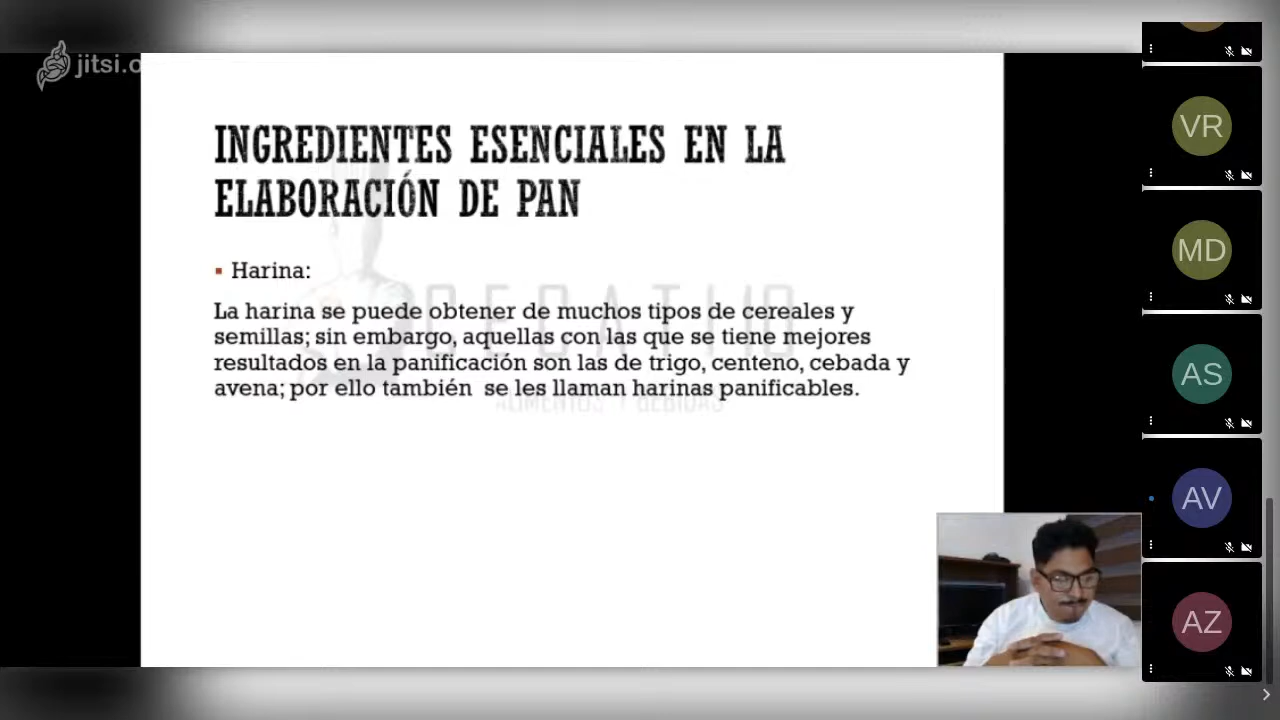 jitsi.o
INGREDIENTES ESENCIALES EN LA
ELABORACIÓN DE PAN
Harina:
La harina se puede obtener de muchos tipos de cereales y
semillas; sin embargo, aquellas con las que se tiene mejores
resultados en la panificación son las de trigo, centeno, cebada y
avena; por ello también se les llaman harinas panificables.
ALIMENTOS Y BEBIDAS
VR
MD
AS
AV
AZ